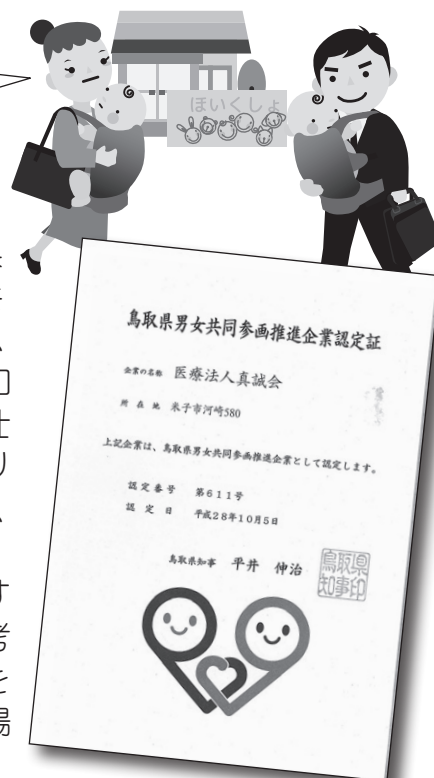 ほいくしょ
鳥取県男女共同参画推進企業認定証
企業の名称 医療法人真誠会
所在地 米子市河崎580
上記企業は、鳥取県男女共同参画推進企業として認定します。
認定番号 第611号
認定日 平成28年10月5日
鳥取県知事 平井 伸治
鳥取県
知事印